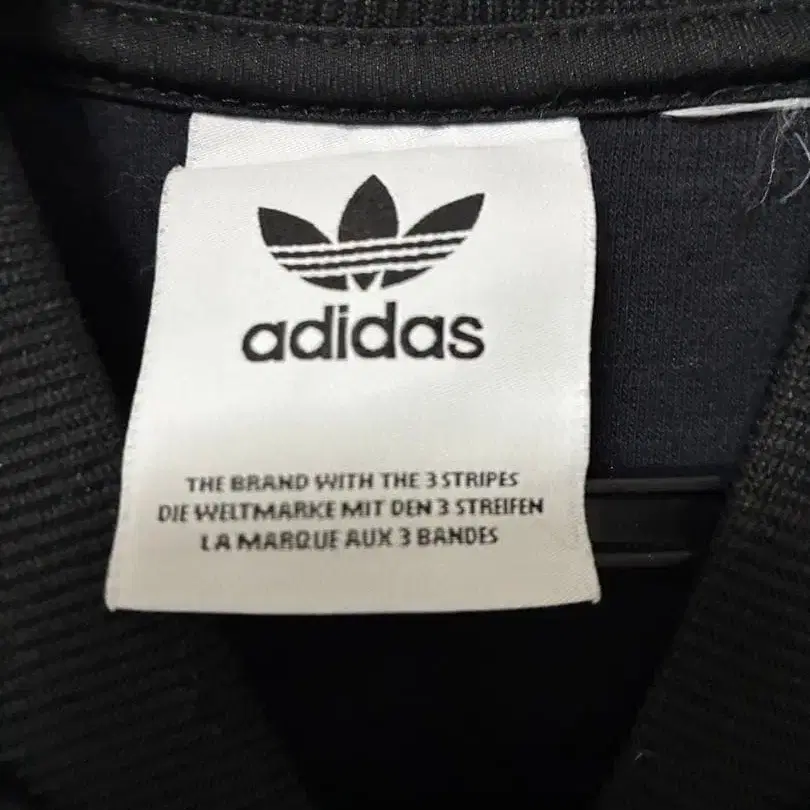 adidas
THE BRAND WITH THE 3 STRIPES
DIE WELTMARKE MIT DEN 3 STREIFEN
LA MARQUE AUX 3 BANDES